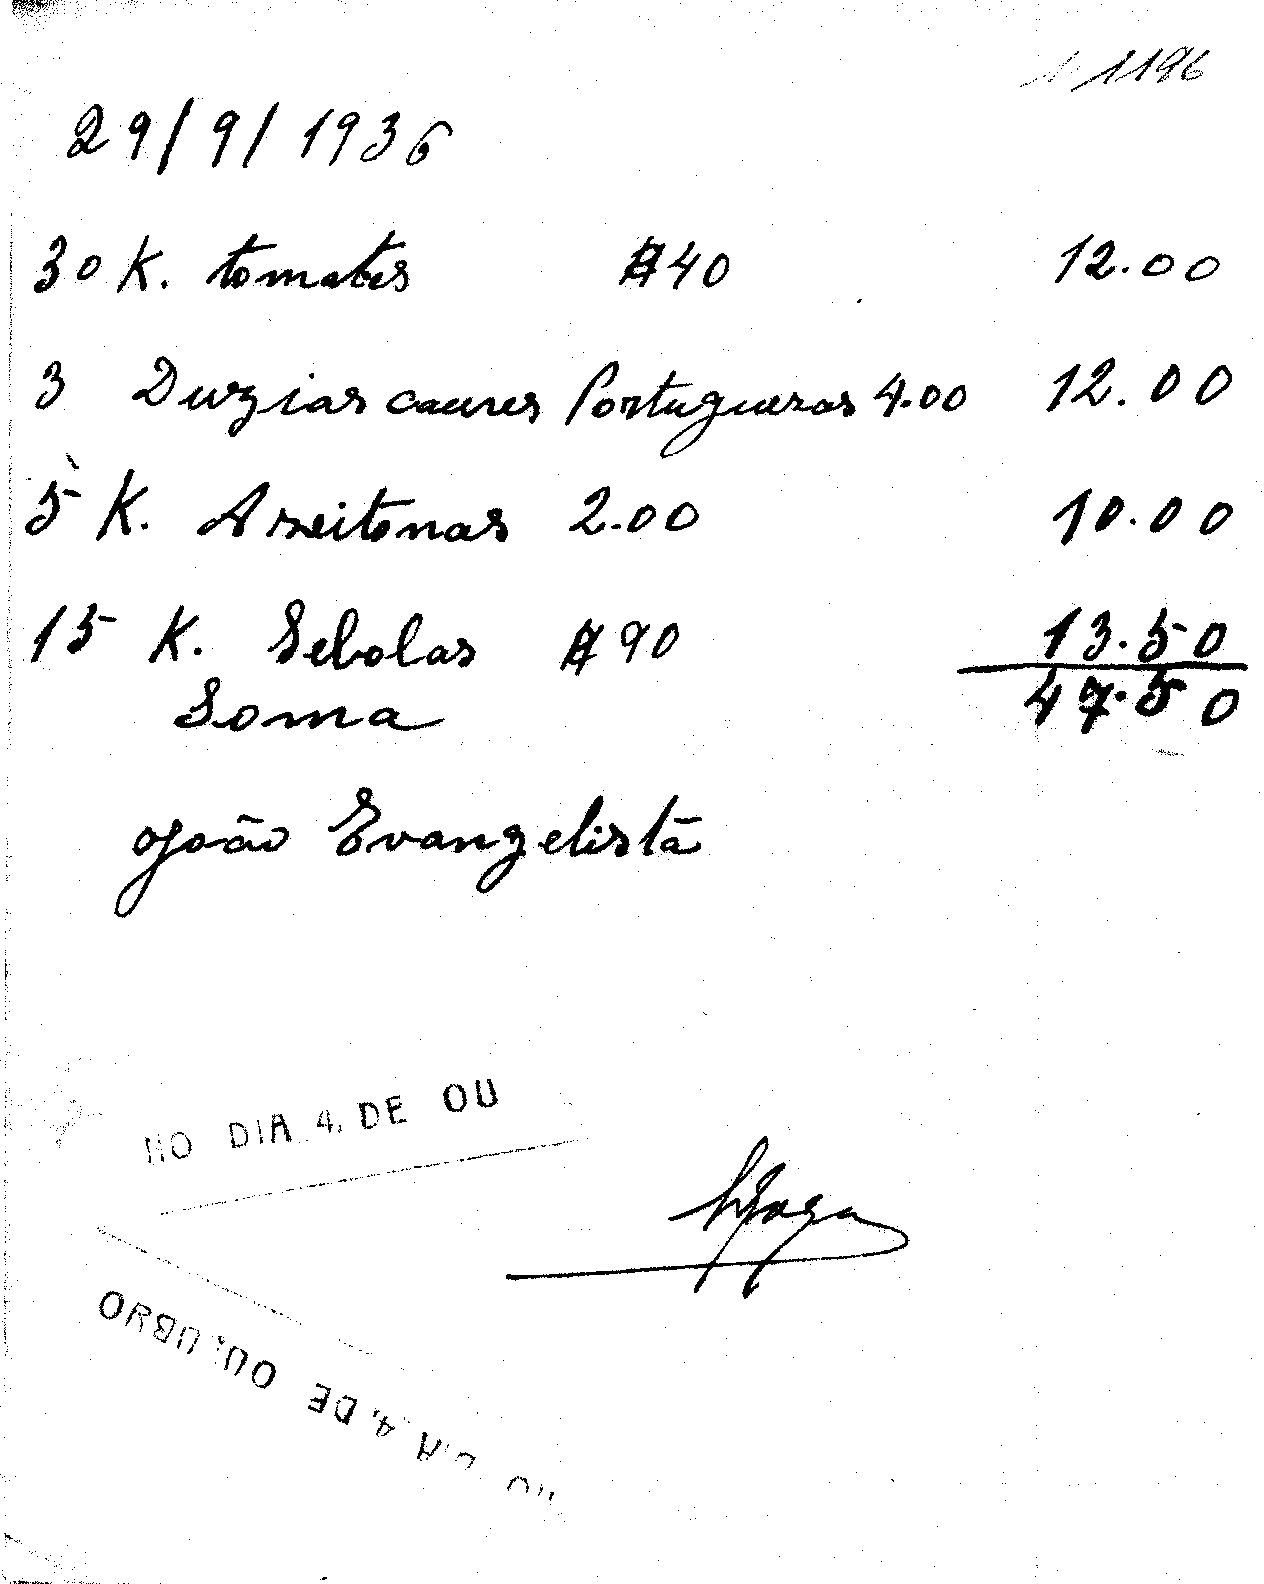 1196
29/9/1936
30 K. tomates $40 12.00
3 Duzias couves Portuguezas 4.00 12.00
5 K. Azeitonas 2.00 10.00
15 K. Sebolas $90 13.50
Soma 47.50
João Evangelista
NO DIA 4, DE OU
NO DIA 4, DE OUTUBRO